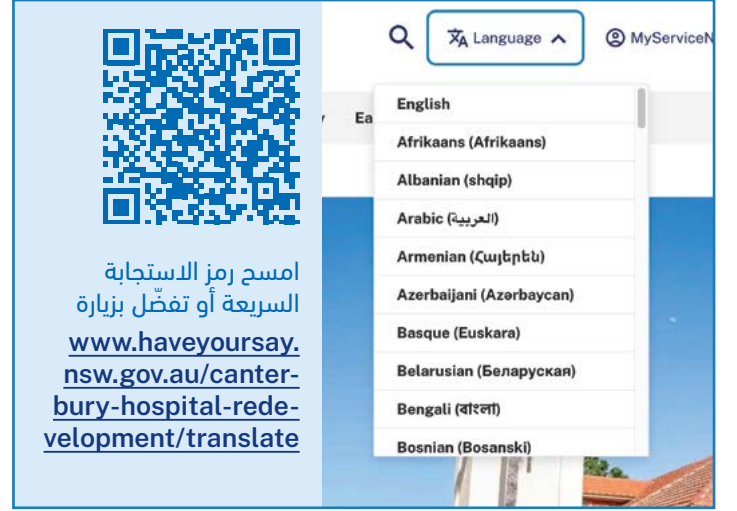 امسح رمز الاستجابة
السريعة أو تفضّل بزيارة
www.haveyoursay.
nsw.gov.au/canter-
bury-hospital-rede-
velopment/translate
Language
MyServiceN
Ea
English
Afrikaans (Afrikaans)
Albanian (shqip)
Arabic (العربية)
Armenian (Հայերեն)
Azerbaijani (Azərbaycan)
Basque (Euskara)
Belarusian (Беларуская)
Bengali (বাংলা)
Bosnian (Bosanski)